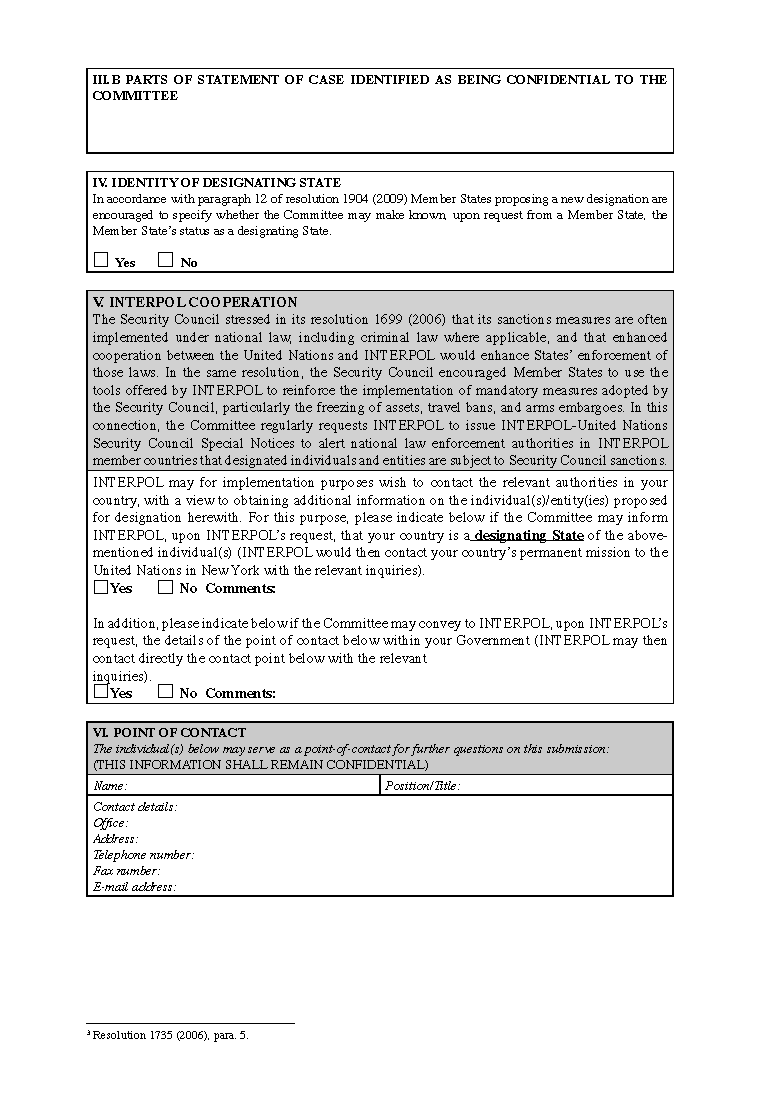 III. B PARTS OF STATEMENT OF CASE IDENTIFIED AS BEING CONFIDENTIAL TO THE
COMMITTEE
IV. IDENTITY OF DESIGNATING STATE
In accordance with paragraph 12 of resolution 1904 (2009) Member States proposing a new designation are
encouraged to specify whether the Committee may make known, upon request from a Member State, the
Member State's status as a designating State.
☐ Yes ☐ No
V. INTERPOL COOPERATION
The Security Council stressed in its resolution 1699 (2006) that its sanctions measures are often
implemented under national law, including criminal law where applicable, and that enhanced
cooperation between the United Nations and INTERPOL would enhance States' enforcement of
those laws. In the same resolution, the Security Council encouraged Member States to use the
tools offered by INTERPOL to reinforce the implementation of mandatory measures adopted by
the Security Council, particularly the freezing of assets, travel bans, and arms embargoes. In this
connection, the Committee regularly requests INTERPOL to issue INTERPOL-United Nations
Security Council Special Notices to alert national law enforcement authorities in INTERPOL
member countries that designated individuals and entities are subject to Security Council sanctions.
INTERPOL may for implementation purposes wish to contact the relevant authorities in your
country, with a view to obtaining additional information on the individual(s)/entity(ies) proposed
for designation herewith. For this purpose, please indicate below if the Committee may inform
INTERPOL, upon INTERPOL's request, that your country is a designating State of the above-
mentioned individual(s) (INTERPOL would then contact your country's permanent mission to the
United Nations in New York with the relevant inquiries).
☐ Yes ☐ No Comments:
In addition, please indicate below if the Committee may convey to INTERPOL, upon INTERPOL's
request, the details of the point of contact below within your Government (INTERPOL may then
contact directly the contact point below with the relevant
inquiries).
☐ Yes ☐ No Comments:
VI. POINT OF CONTACT
The individual(s) below may serve as a point-of-contact for further questions on this submission:
(THIS INFORMATION SHALL REMAIN CONFIDENTIAL)
Name: Position/Title:
Contact details:
Office:
Address:
Telephone number:
Fax number:
E-mail address:
³ Resolution 1735 (2006), para. 5.